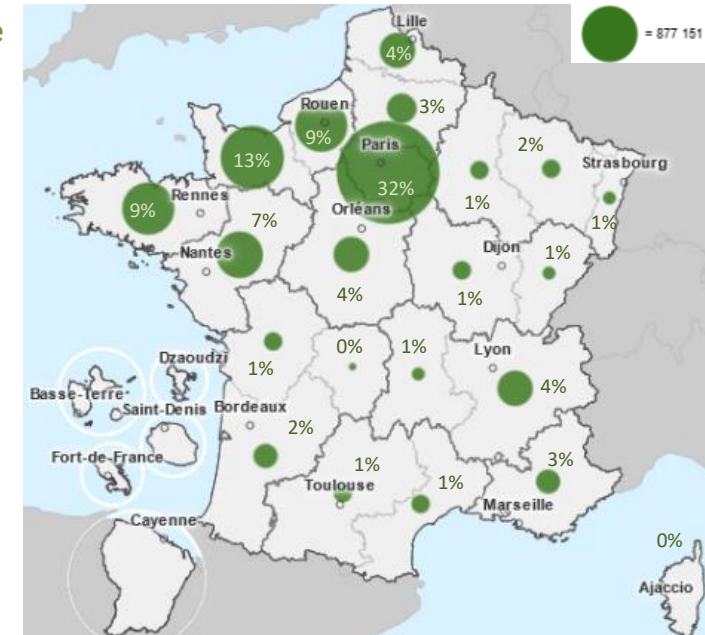 e
= 877 151
Lille
4%
3%
Rouen
9%
Paris
32%
13%
2%
Strasbourg
1%
1%
Rennes
9%
7%
Orléans
Nantes
4%
Dijon
1%
1%
Dzaoudzi
1%
0%
1%
Lyon
4%
Basse-Terre
Saint-Denis
Bordeaux
2%
Fort-de-France
1%
Toulouse
1%
3%
Marseille
Cayenne
0%
Ajaccio